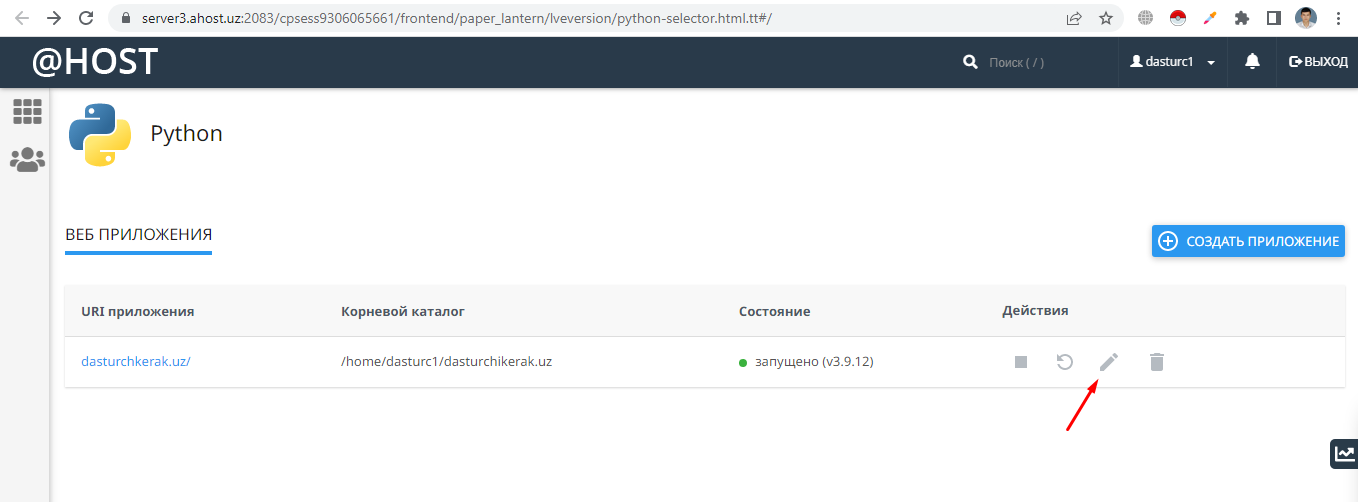 server3.ahost.uz:2083/cpsess9306065661/frontend/paper_lantern/lveversion/python-selector.html.tt#/
@HOST
Поиск ( / )
dasturc1
ВЫХОД
Python
ВЕБ ПРИЛОЖЕНИЯ
СОЗДАТЬ ПРИЛОЖЕНИЕ
URI приложения Корневой каталог Состояние Действия
dasturchkerak.uz/ /home/dasturc1/dasturchikerak.uz запущено (v3.9.12)